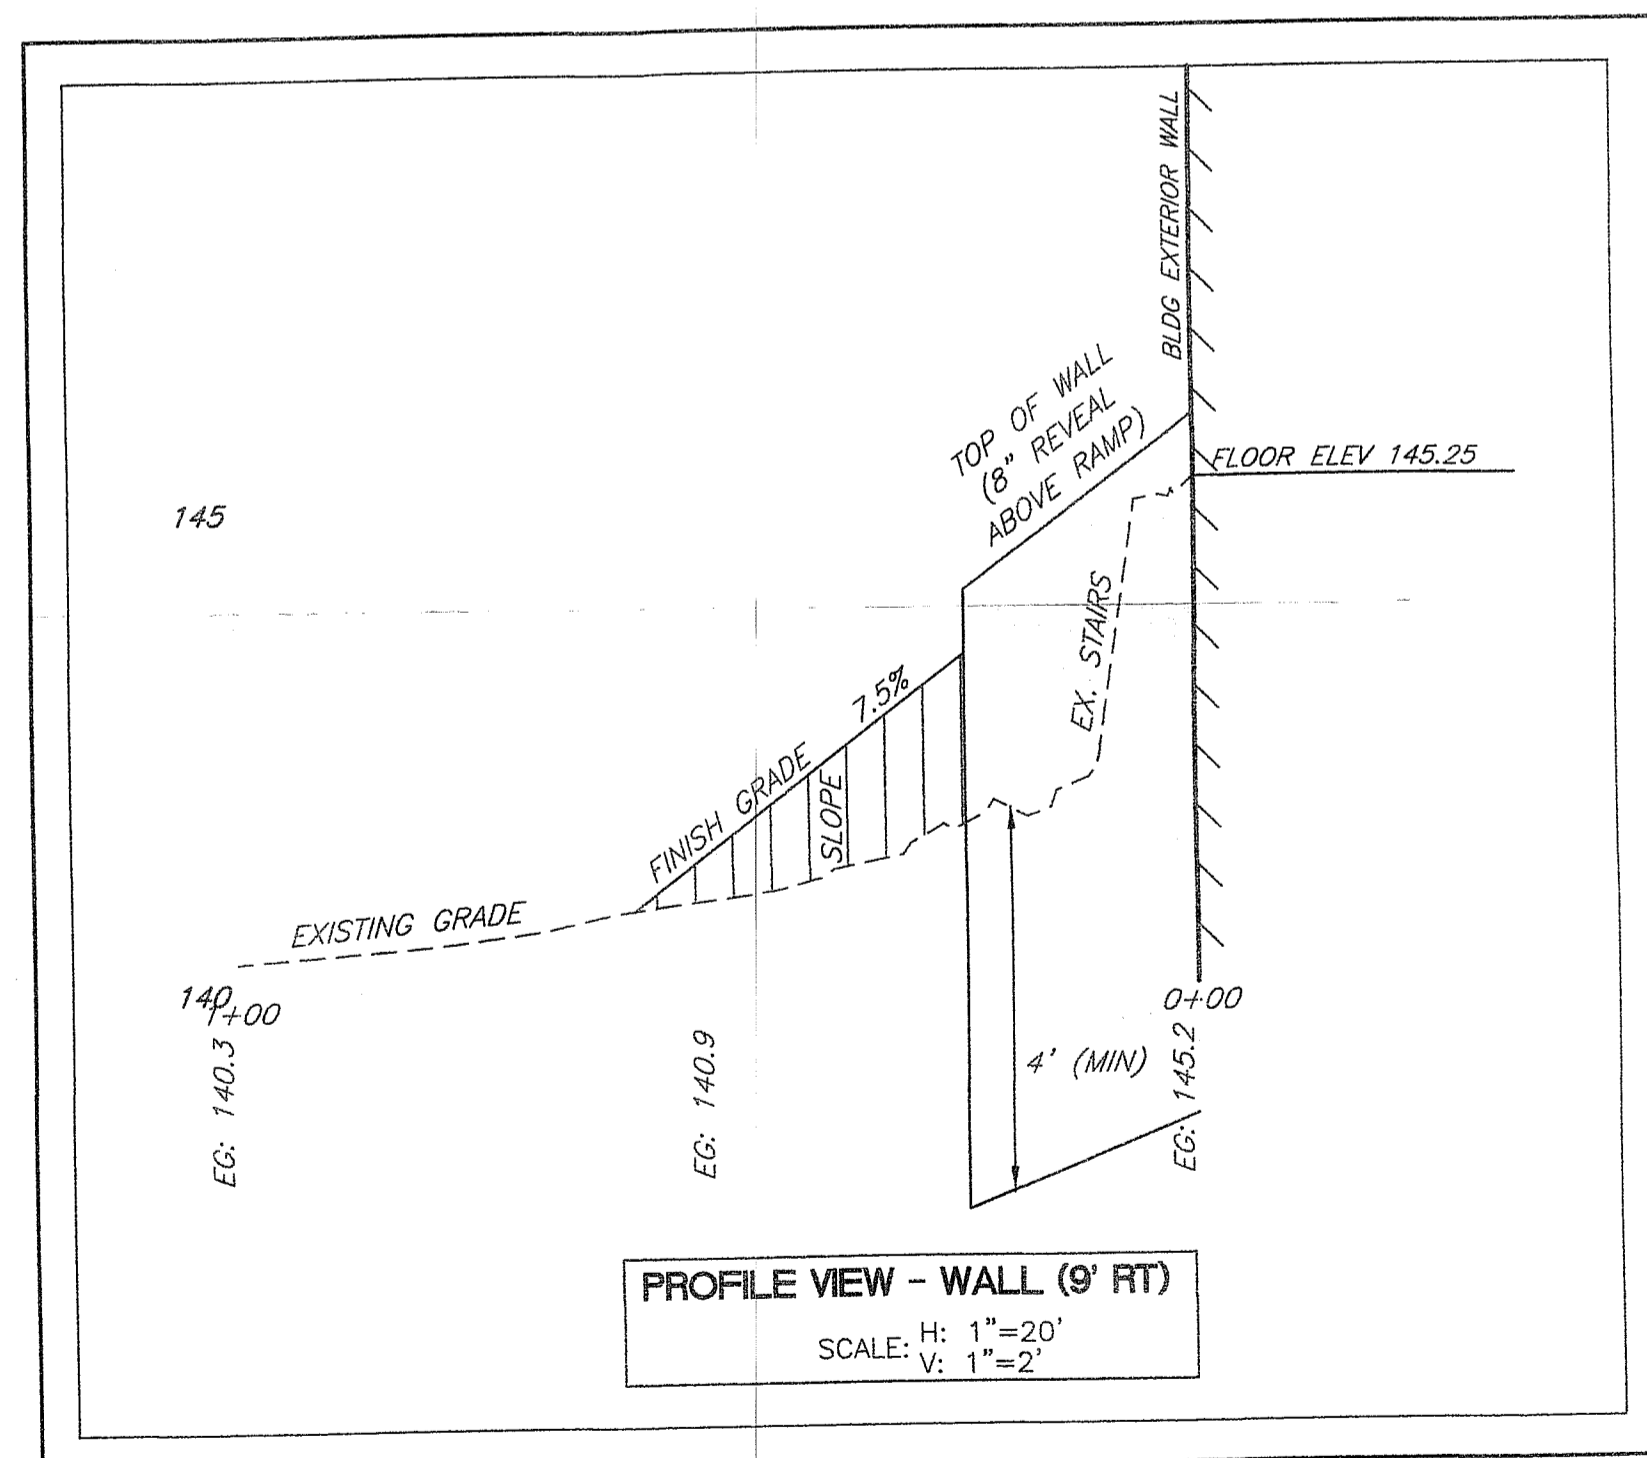 BLDG EXTERIOR WALL
TOP OF WALL
(8" REVEAL
ABOVE RAMP)
FLOOR ELEV 145.25
145
EX. STAIRS
7.5%
FINISH GRADE
SLOPE
EXISTING GRADE
140
1+00
0+00
EG: 140.3
EG: 140.9
4' (MIN)
EG: 145.2
PROFILE VIEW - WALL (9' RT)
SCALE: H: 1"=20'
V: 1"=2'